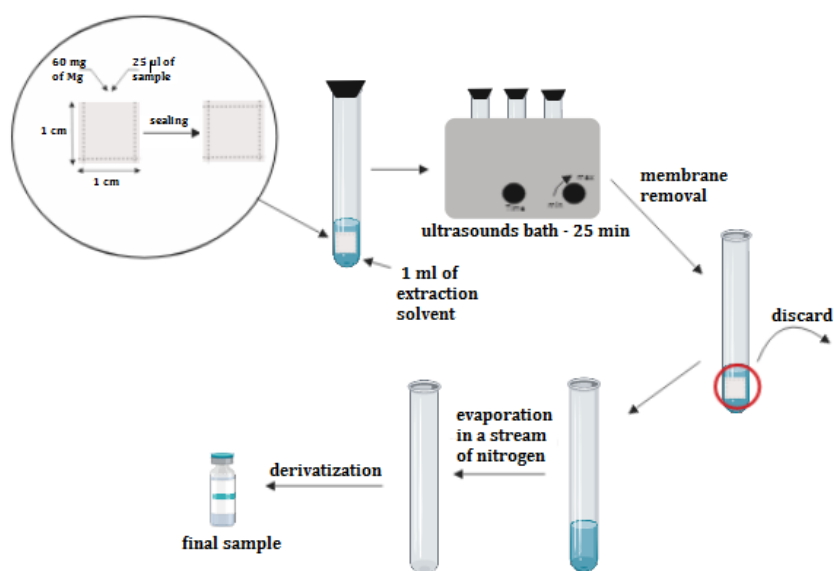 60 mg
of Mg
25 µl of
sample
1 cm
sealing
1 cm
1 ml of
extraction
solvent
Time
min
max
ultrasounds bath - 25 min
membrane
removal
discard
evaporation
in a stream
of nitrogen
derivatization
final sample